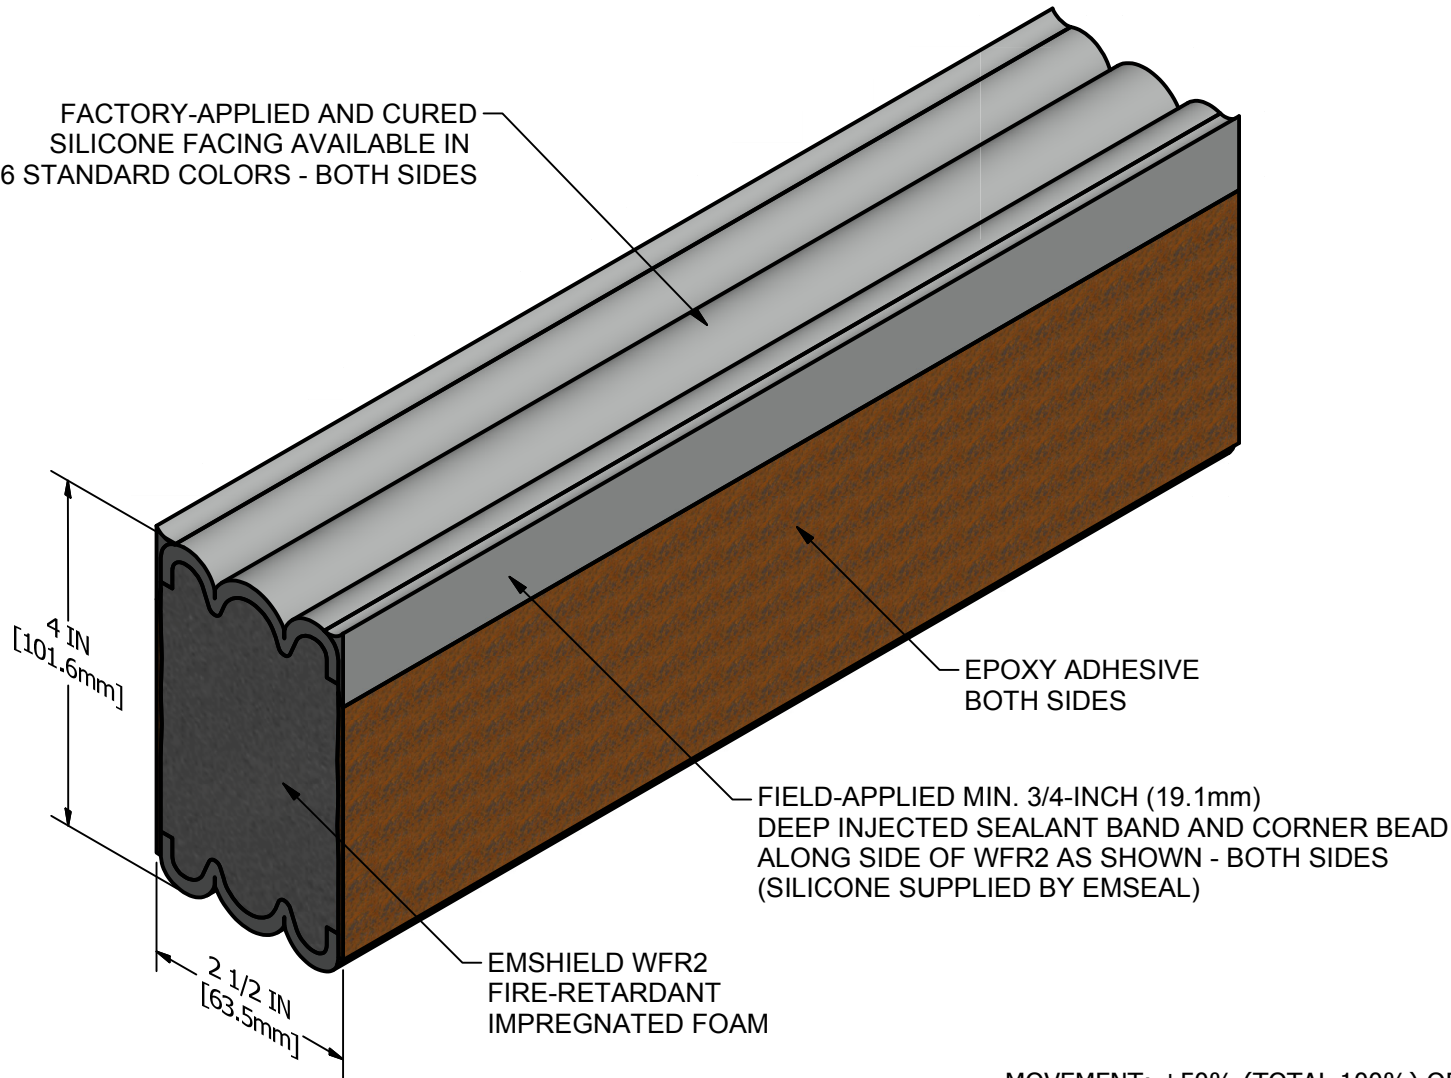 FACTORY-APPLIED AND CURED
SILICONE FACING AVAILABLE IN
6 STANDARD COLORS - BOTH SIDES
4 IN
[101.6mm]
2 1/2 IN
[63.5mm]
EPOXY ADHESIVE
BOTH SIDES
FIELD-APPLIED MIN. 3/4-INCH (19.1mm)
DEEP INJECTED SEALANT BAND AND CORNER BEAD
ALONG SIDE OF WFR2 AS SHOWN - BOTH SIDES
(SILICONE SUPPLIED BY EMSEAL)
EMSHIELD WFR2
FIRE-RETARDANT
IMPREGNATED FOAM
50% (TOTAL 100%)